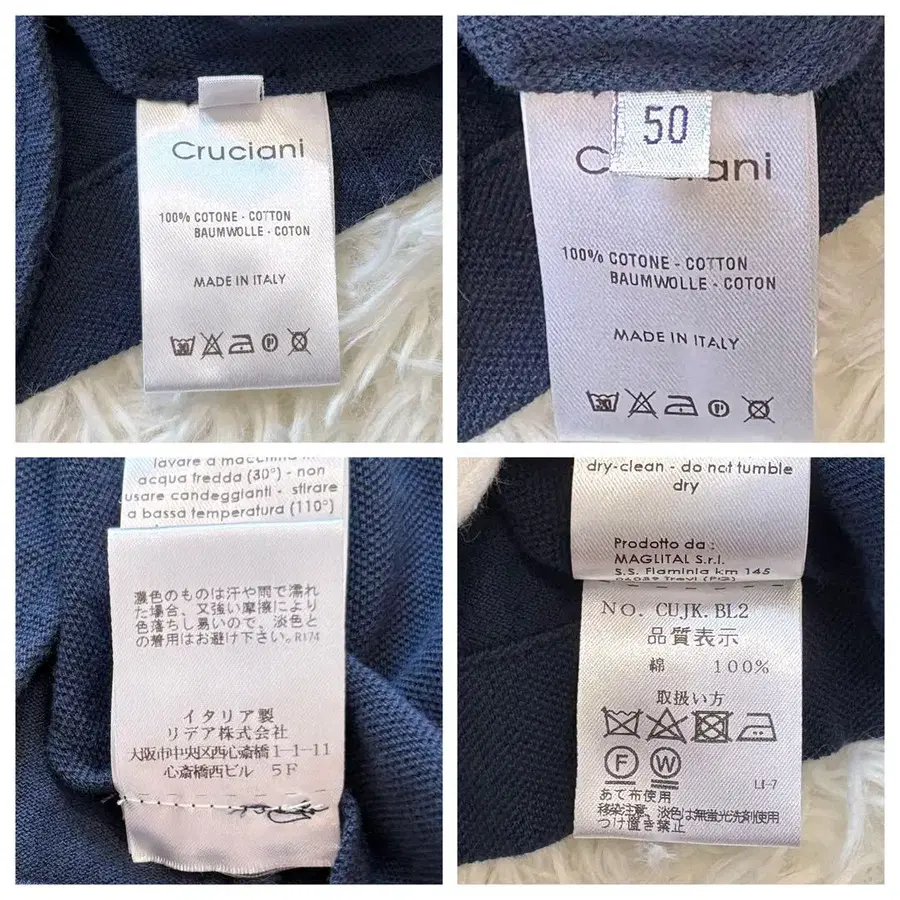 Cruciani
100% COTONE - COTTON
BAUMWOLLE - COTON
MADE IN ITALY
30
P
50
Cruciani
100% COTONE - COTTON
BAUMWOLLE - COTON
MADE IN ITALY
30
P
lavare a macchina in
acqua fredda (30°) - non
usare candeggianti - stirare
a bassa temperatura (110°)
濃色のものは汗や雨で濡れ
た場合、又強い摩擦により
色落ちし易いので、淡色と
の着用はお避け下さい。R174
イタリア製
リデア株式会社
大阪市中央区西心斎橋1-1-11
心斎橋西ビル 5F
dry-clean - do not tumble
dry
Prodotto da :
MAGLITAL S.r.l.
S.S. Flaminia km 145
06039 Trevi (PG)
NO. CUJK. BL2
品質表示
綿 100%
取扱い方
F W
LI-7
あて布使用
移染注意、淡色は無蛍光洗剤使用
つけ置き禁止